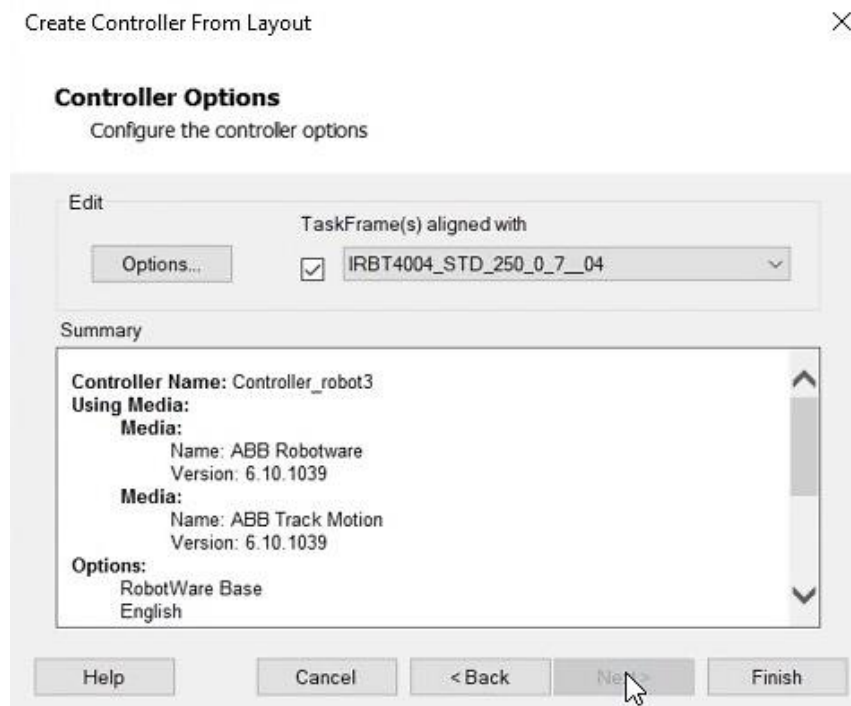 Create Controller From Layout
Controller Options
Configure the controller options
Edit
TaskFrame(s) aligned with
Options...
IRBT4004_STD_250_0_7__04
Summary
Controller Name: Controller_robot3
Using Media:
Media:
Name: ABB Robotware
Version: 6.10.1039
Media:
Name: ABB Track Motion
Version: 6.10.1039
Options:
RobotWare Base
English
Help
Cancel
< Back
Finish